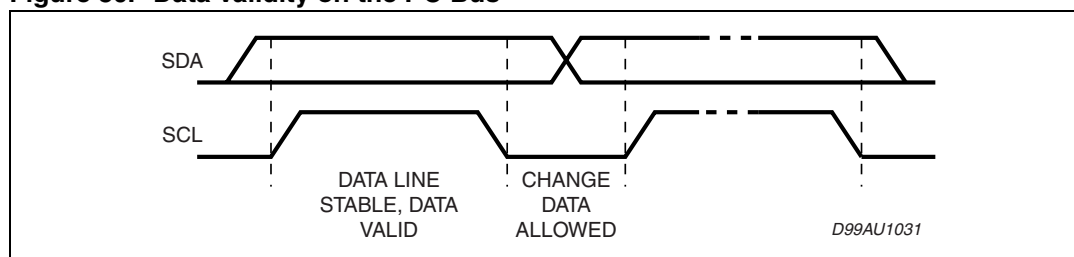 SDA
SCL
DATA LINE
STABLE, DATA
VALID
CHANGE
DATA
ALLOWED
D99AU1031